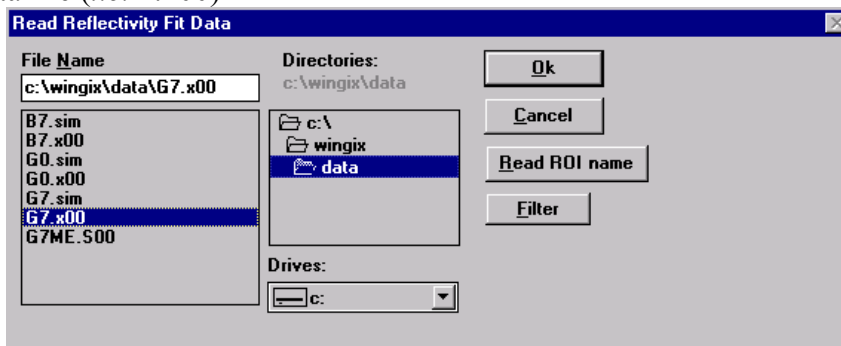 Read Reflectivity Fit Data
File Name
c:\wingix\data\G7.x00
B7.sim
B7.x00
G0.sim
G0.x00
G7.sim
G7.x00
G7ME.S00
Directories:
c:\wingix\data
c:\
wingix
data
Drives:
c:
Ok
Cancel
Read ROI name
Filter